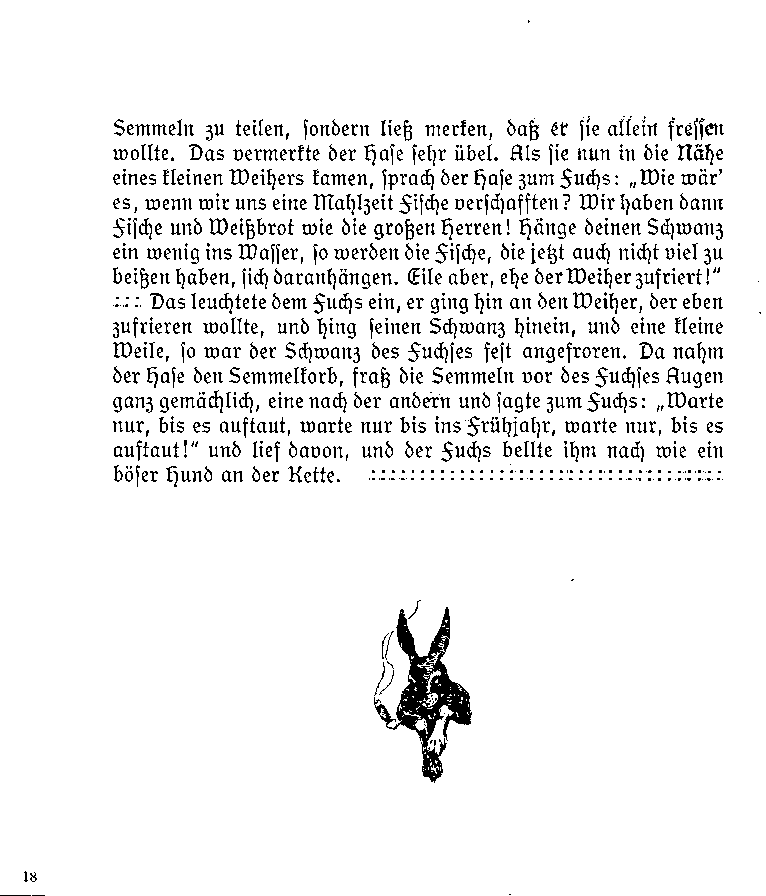 Semmeln zu teilen, sondern ließ merken, daß er sie allein fressen
wollte. Das vermerkte der Hase sehr übel. Als sie nun in die Nähe
eines kleinen Weihers kamen, sprach der Hase zum Fuchs: „Wie wär'
es, wenn wir uns eine Mahlzeit Fische verschafften? Wir haben dann
Fische und Weißbrot wie die großen Herren! Hänge deinen Schwanz
ein wenig ins Wasser, so werden die Fische, die jetzt auch nicht viel zu
beißen haben, sich daranhängen. Eile aber, ehe der Weiher zufriert!“
::: Das leuchtete dem Fuchs ein, er ging hin an den Weiher, der eben
zufrieren wollte, und hing seinen Schwanz hinein, und eine kleine
Weile, so war der Schwanz des Fuchses fest angefroren. Da nahm
der Hase den Semmelkorb, fraß die Semmeln vor des Fuchses Augen
ganz gemächlich, eine nach der andern und sagte zum Fuchs: „Warte
nur, bis es auftaut, warte nur bis ins Frühjahr, warte nur, bis es
auftaut!“ und lief davon, und der Fuchs bellte ihm nach wie ein
böser Hund an der Kette. ::::::::::::::::::::::::::::::::::::
18